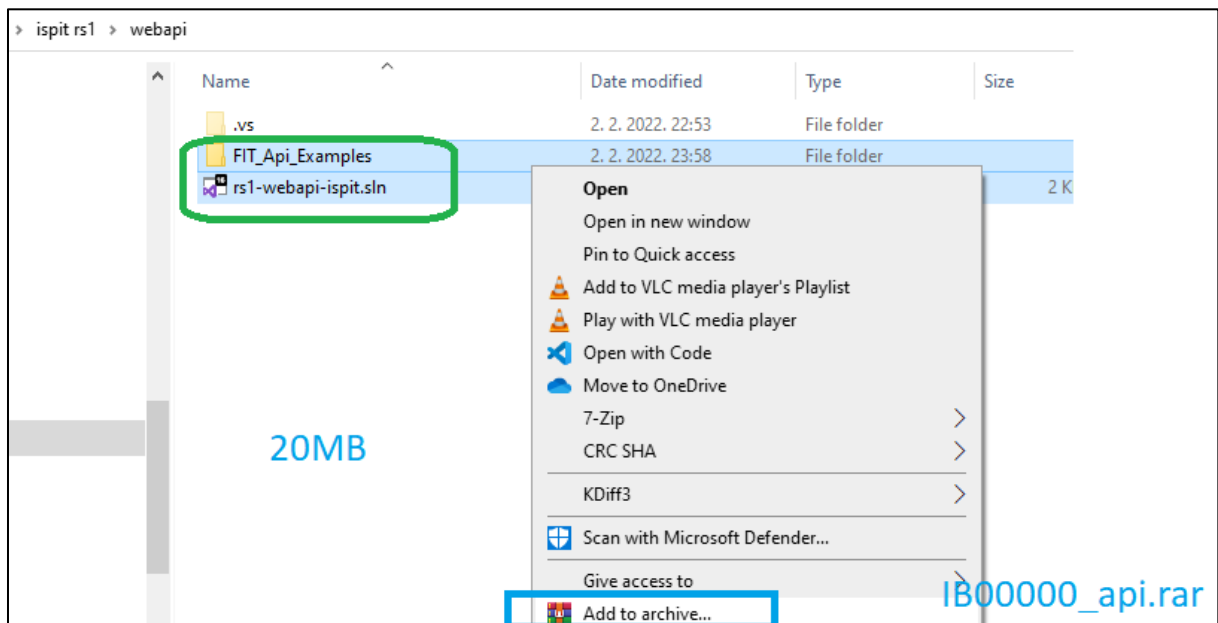 ispit rs1 > webapi
Name Date modified Type Size
.vs 2. 2. 2022. 22:53 File folder
FIT_Api_Examples 2. 2. 2022. 23:58 File folder
rs1-webapi-ispit.sln 2 K
Open
Open in new window
Pin to Quick access
Add to VLC media player's Playlist
Play with VLC media player
Open with Code
Move to OneDrive
7-Zip
20MB
CRC SHA
KDiff3
Scan with Microsoft Defender...
Give access to
IB00000_api.rar
Add to archive...